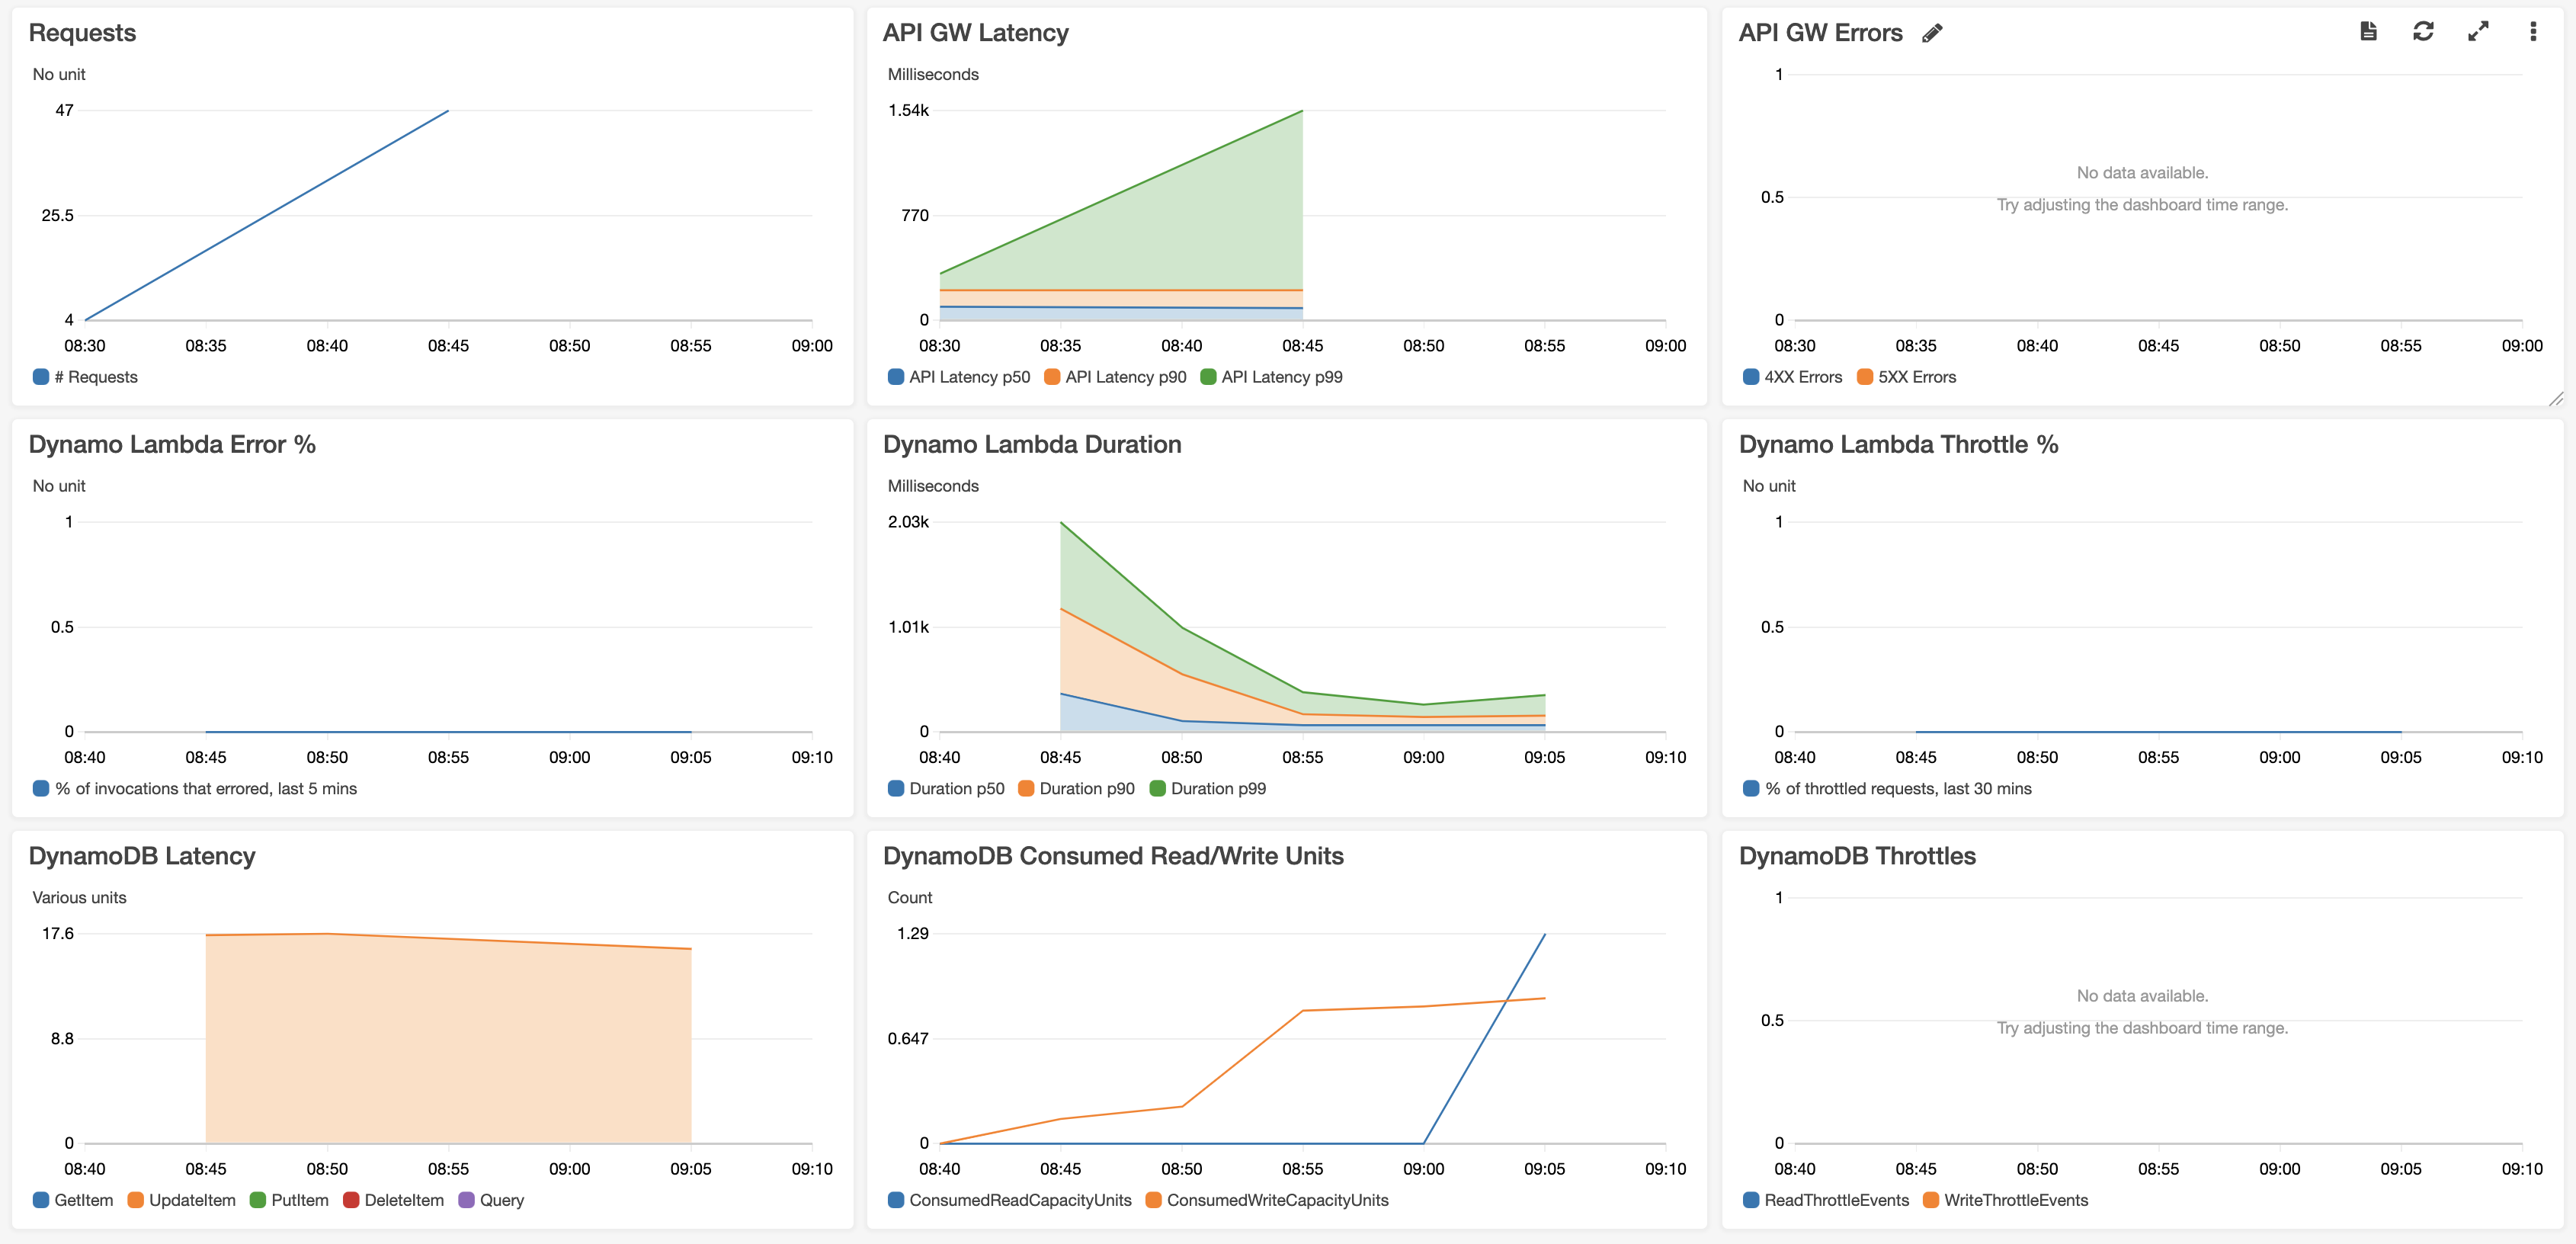 Requests
No unit
47
25.5
4
08:30 08:35 08:40 08:45 08:50 08:55 09:00
# Requests
API GW Latency
Milliseconds
1.54k
770
0
08:30 08:35 08:40 08:45 08:50 08:55 09:00
API Latency p50 API Latency p90 API Latency p99
API GW Errors
1
No data available.
0.5
Try adjusting the dashboard time range.
0
08:30 08:35 08:40 08:45 08:50 08:55 09:00
4XX Errors 5XX Errors
Dynamo Lambda Error %
No unit
1
0.5
0
08:40 08:45 08:50 08:55 09:00 09:05 09:10
% of invocations that errored, last 5 mins
Dynamo Lambda Duration
Milliseconds
2.03k
1.01k
0
08:40 08:45 08:50 08:55 09:00 09:05 09:10
Duration p50 Duration p90 Duration p99
Dynamo Lambda Throttle %
No unit
1
0.5
0
08:40 08:45 08:50 08:55 09:00 09:05 09:10
% of throttled requests, last 30 mins
DynamoDB Latency
Various units
17.6
8.8
0
08:40 08:45 08:50 08:55 09:00 09:05 09:10
GetItem UpdateItem PutItem DeleteItem Query
DynamoDB Consumed Read/Write Units
Count
1.29
0.647
0
08:40 08:45 08:50 08:55 09:00 09:05 09:10
ConsumedReadCapacityUnits ConsumedWriteCapacityUnits
DynamoDB Throttles
1
No data available.
0.5
Try adjusting the dashboard time range.
0
08:40 08:45 08:50 08:55 09:00 09:05 09:10
ReadThrottleEvents WriteThrottleEvents